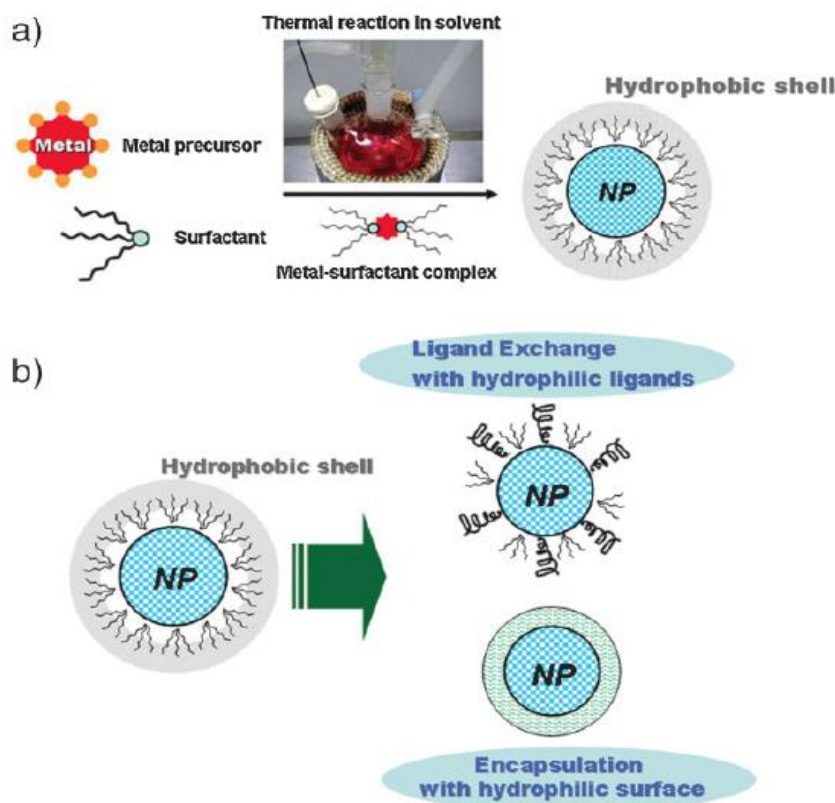 a)
Thermal reaction in solvent
Hydrophobic shell
Metal
Metal precursor
NP
Surfactant
Metal-surfactant complex
b)
Ligand Exchange
with hydrophilic ligands
Hydrophobic shell
NP
NP
NP
Encapsulation
with hydrophilic surface